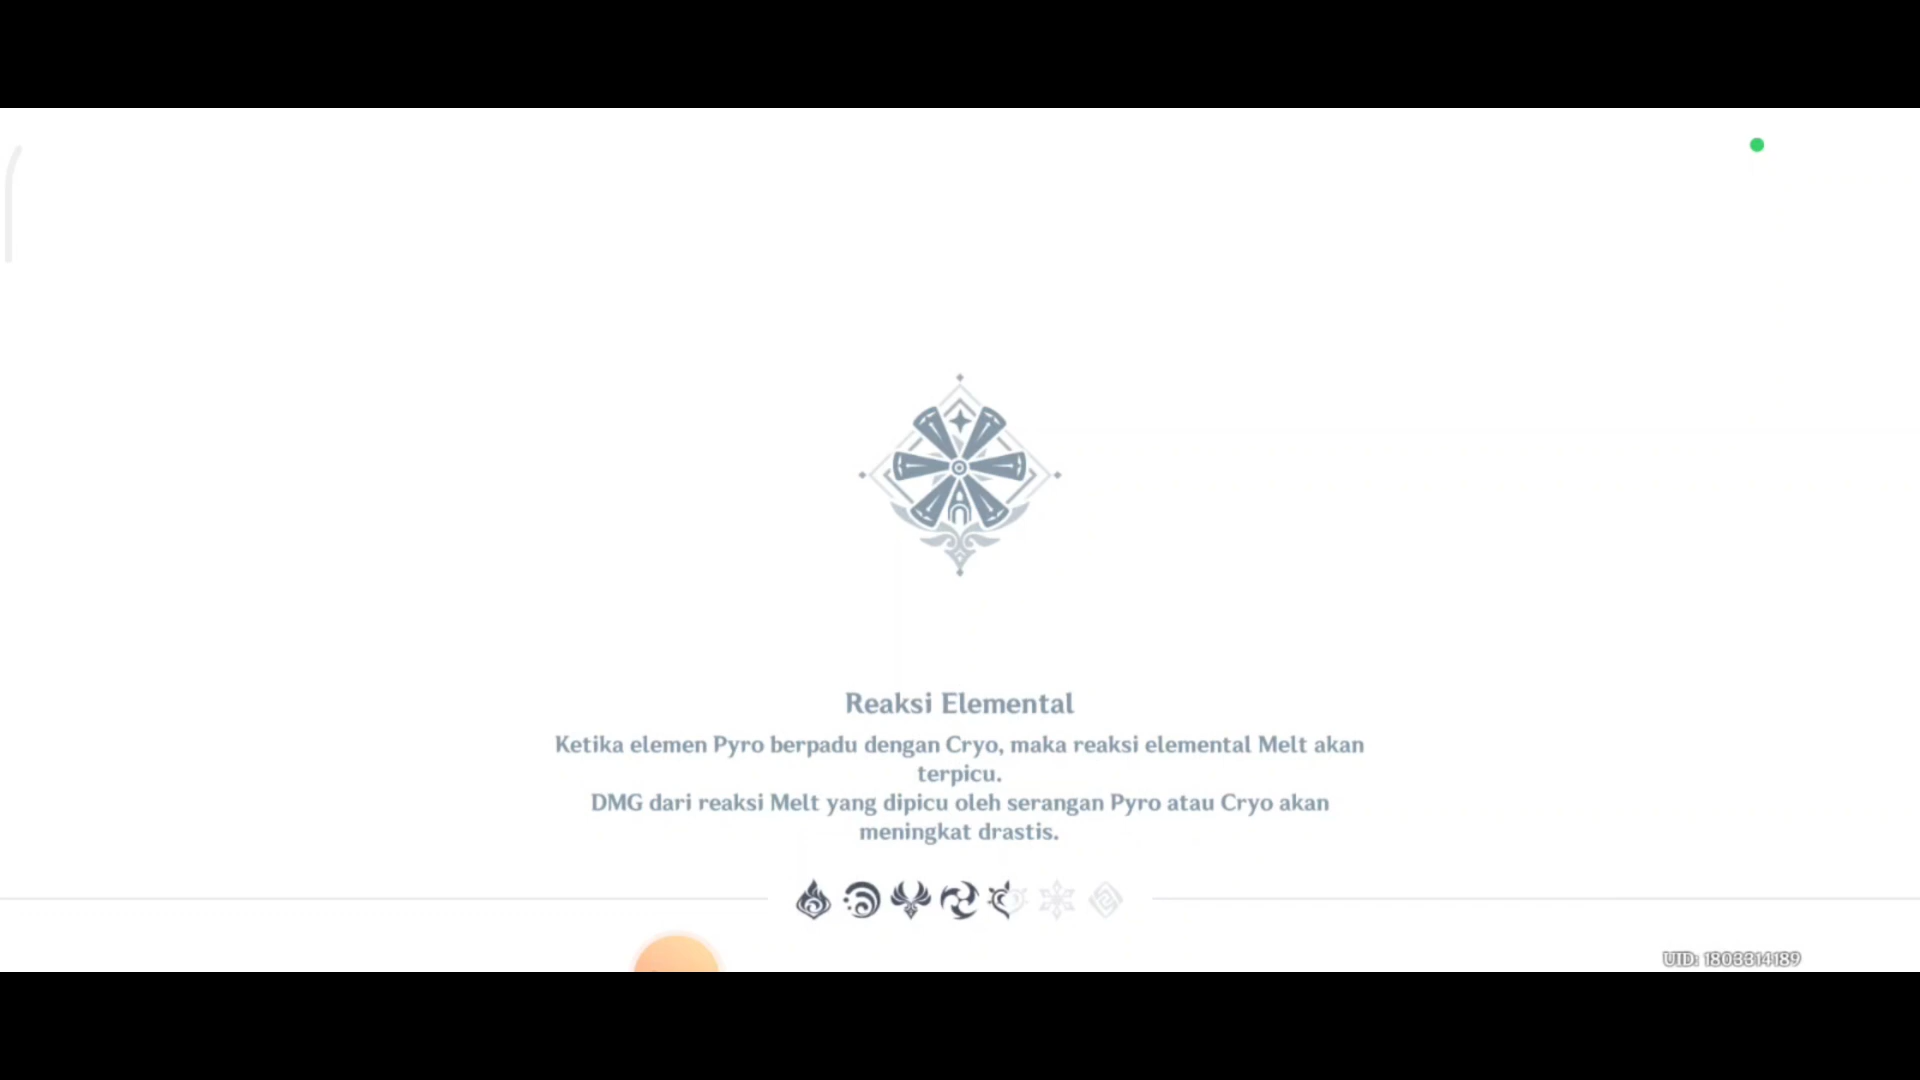 Reaksi Elemental
Ketika elemen Pyro berpadu dengan Cryo, maka reaksi elemental Melt akan
terpicu.
DMG dari reaksi Melt yang dipicu oleh serangan Pyro atau Cryo akan
meningkat drastis.
UID: 1803314189